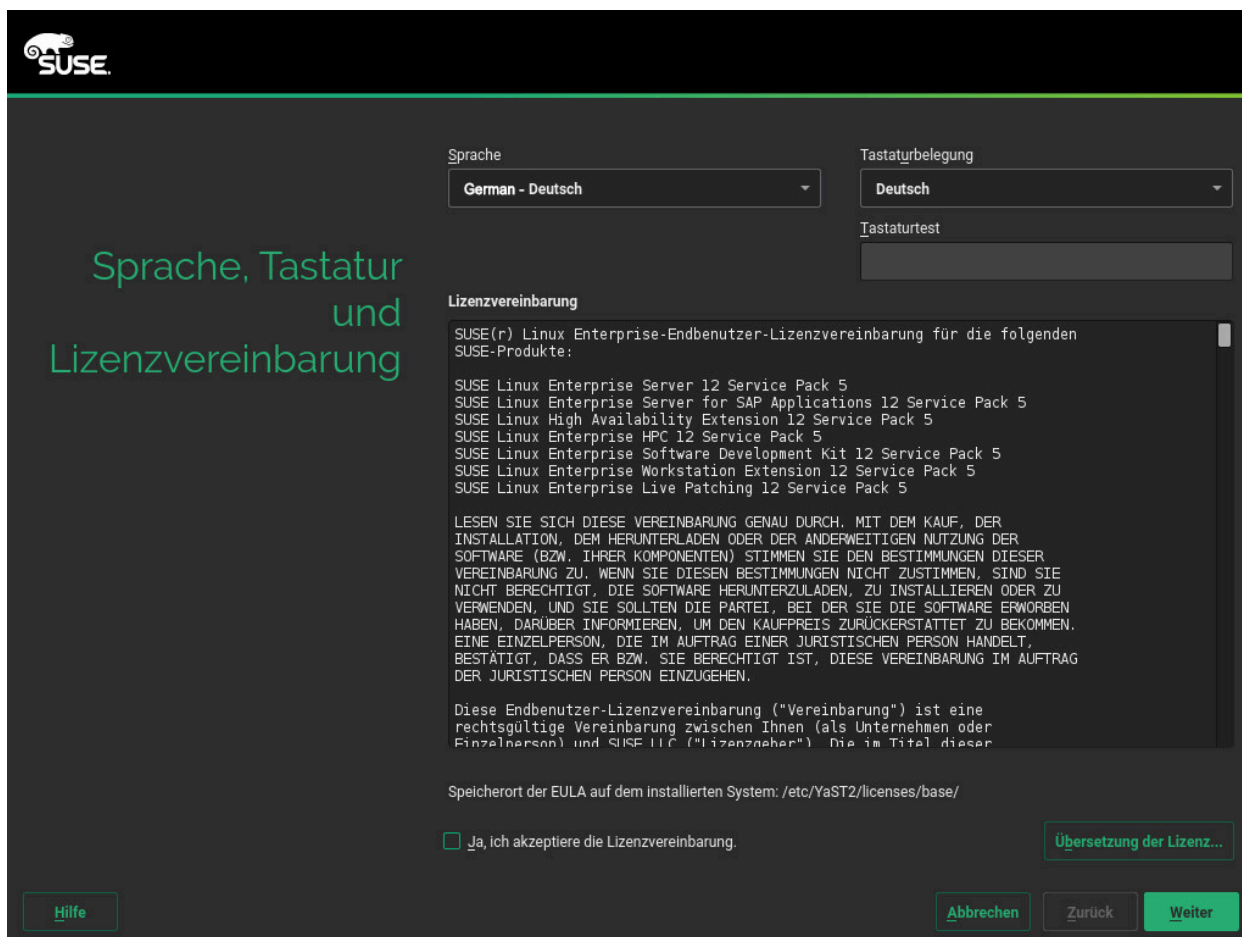 SUSE.
Sprache
Tastaturbelegung
German - Deutsch
Deutsch
Tastaturtest
Sprache, Tastatur
und
Lizenzvereinbarung
Lizenzvereinbarung
SUSE(r) Linux Enterprise-Endbenutzer-Lizenzvereinbarung für die folgenden
SUSE-Produkte:
SUSE Linux Enterprise Server 12 Service Pack 5
SUSE Linux Enterprise Server for SAP Applications 12 Service Pack 5
SUSE Linux High Availability Extension 12 Service Pack 5
SUSE Linux Enterprise HPC 12 Service Pack 5
SUSE Linux Enterprise Software Development Kit 12 Service Pack 5
SUSE Linux Enterprise Workstation Extension 12 Service Pack 5
SUSE Linux Enterprise Live Patching 12 Service Pack 5
LESEN SIE SICH DIESE VEREINBARUNG GENAU DURCH. MIT DEM KAUF, DER
INSTALLATION, DEM HERUNTERLADEN ODER DER ANDERWEITIGEN NUTZUNG DER
SOFTWARE (BZW. IHRER KOMPONENTEN) STIMMEN SIE DEN BESTIMMUNGEN DIESER
VEREINBARUNG ZU. WENN SIE DIESEN BESTIMMUNGEN NICHT ZUSTIMMEN, SIND SIE
NICHT BERECHTIGT, DIE SOFTWARE HERUNTERZULADEN, ZU INSTALLIEREN ODER ZU
VERWENDEN, UND SIE SOLLTEN DIE PARTEI, BEI DER SIE DIE SOFTWARE ERWORBEN
HABEN, DARÜBER INFORMIEREN, UM DEN KAUFPREIS ZURÜCKERSTATTET ZU BEKOMMEN.
EINE EINZELPERSON, DIE IM AUFTRAG EINER JURISTISCHEN PERSON HANDELT,
BESTÄTIGT, DASS ER BZW. SIE BERECHTIGT IST, DIESE VEREINBARUNG IM AUFTRAG
DER JURISTISCHEN PERSON EINZUGEHEN.
Diese Endbenutzer-Lizenzvereinbarung ("Vereinbarung") ist eine
rechtsgültige Vereinbarung zwischen Ihnen (als Unternehmen oder
Einzelperson) und SUSE LLC ("Lizenzgeber"). Die im Titel dieser
Speicherort der EULA auf dem installierten System: /etc/YaST2/licenses/base/
Ja, ich akzeptiere die Lizenzvereinbarung.
Übersetzung der Lizenz...
Hilfe
Abbrechen
Zurück
Weiter